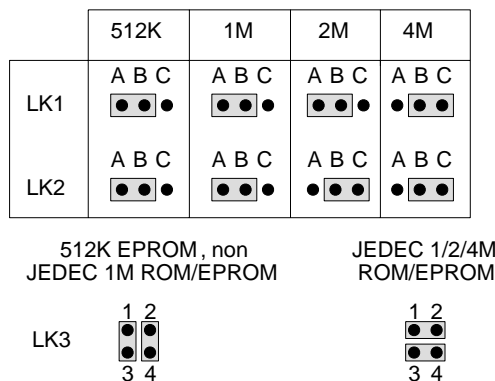 512K 1M 2M 4M
A B C A B C A B C A B C
LK1
A B C A B C A B C A B C
LK2
512K EPROM, non
JEDEC 1M ROM/EPROM
JEDEC 1/2/4M
ROM/EPROM
1 2 1 2
LK3
3 4 3 4